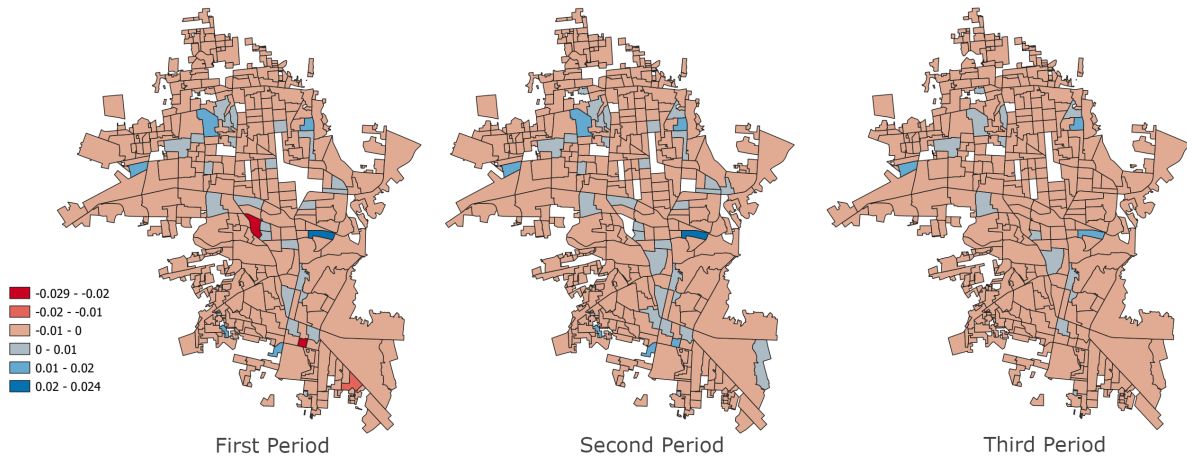 -0.029 - -0.02
-0.02 - -0.01
-0.01 - 0
0 - 0.01
0.01 - 0.02
0.02 - 0.024
First Period
Second Period
Third Period